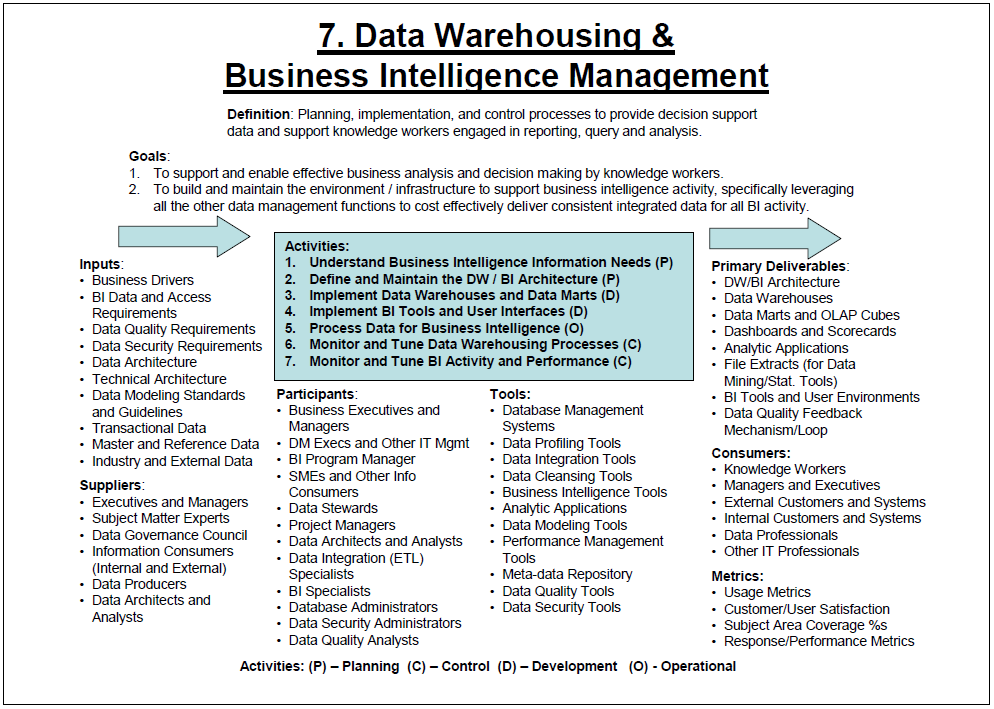 7. Data Warehousing &
Business Intelligence Management
Definition: Planning, implementation, and control processes to provide decision support
data and support knowledge workers engaged in reporting, query and analysis.
Goals:
1. To support and enable effective business analysis and decision making by knowledge workers.
2. To build and maintain the environment / infrastructure to support business intelligence activity, specifically leveraging
all the other data management functions to cost effectively deliver consistent integrated data for all BI activity.
Inputs:
• Business Drivers
• BI Data and Access
Requirements
• Data Quality Requirements
• Data Security Requirements
• Data Architecture
• Technical Architecture
• Data Modeling Standards
and Guidelines
• Transactional Data
• Master and Reference Data
• Industry and External Data
Suppliers:
• Executives and Managers
• Subject Matter Experts
• Data Governance Council
• Information Consumers
(Internal and External)
• Data Producers
• Data Architects and
Analysts
Activities:
1. Understand Business Intelligence Information Needs (P)
2. Define and Maintain the DW / BI Architecture (P)
3. Implement Data Warehouses and Data Marts (D)
4. Implement BI Tools and User Interfaces (D)
5. Process Data for Business Intelligence (O)
6. Monitor and Tune Data Warehousing Processes (C)
7. Monitor and Tune BI Activity and Performance (C)
Participants:
• Business Executives and
Managers
• DM Execs and Other IT Mgmt
• BI Program Manager
• SMEs and Other Info
Consumers
• Data Stewards
• Project Managers
• Data Architects and Analysts
• Data Integration (ETL)
Specialists
• BI Specialists
• Database Administrators
• Data Security Administrators
• Data Quality Analysts
Tools:
• Database Management
Systems
• Data Profiling Tools
• Data Integration Tools
• Data Cleansing Tools
• Business Intelligence Tools
• Analytic Applications
• Data Modeling Tools
• Performance Management
Tools
• Meta-data Repository
• Data Quality Tools
• Data Security Tools
Primary Deliverables:
• DW/BI Architecture
• Data Warehouses
• Data Marts and OLAP Cubes
• Dashboards and Scorecards
• Analytic Applications
• File Extracts (for Data
Mining/Stat. Tools)
• BI Tools and User Environments
• Data Quality Feedback
Mechanism/Loop
Consumers:
• Knowledge Workers
• Managers and Executives
• External Customers and Systems
• Internal Customers and Systems
• Data Professionals
• Other IT Professionals
Metrics:
• Usage Metrics
• Customer/User Satisfaction
• Subject Area Coverage %s
• Response/Performance Metrics
Activities: (P) – Planning (C) – Control (D) – Development (O) - Operational